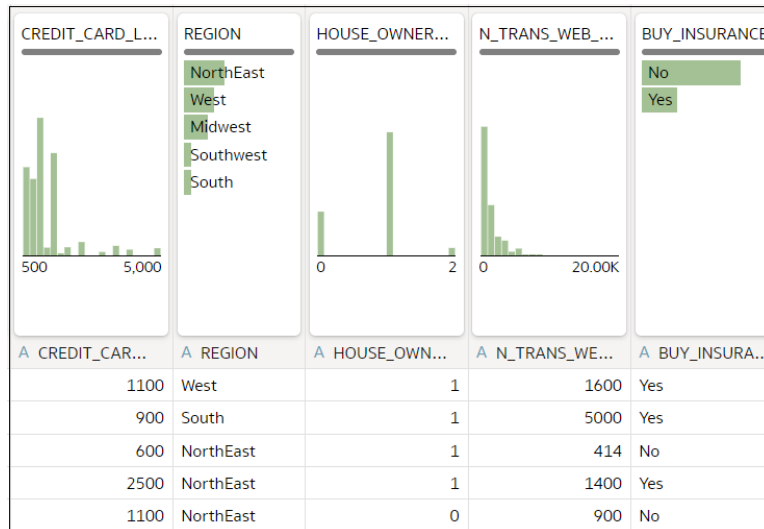 CREDIT_CARD_L... REGION HOUSE_OWNER... N_TRANS_WEB_... BUY_INSURANCE
NorthEast
West
Midwest
Southwest
South
No
Yes
500 5,000
0 2
0 20.00K
A CREDIT_CAR... A REGION A HOUSE_OWN... A N_TRANS_WE... A BUY_INSURA...
1100 West 1 1600 Yes
900 South 1 5000 Yes
600 NorthEast 1 414 No
2500 NorthEast 1 1400 Yes
1100 NorthEast 0 900 No